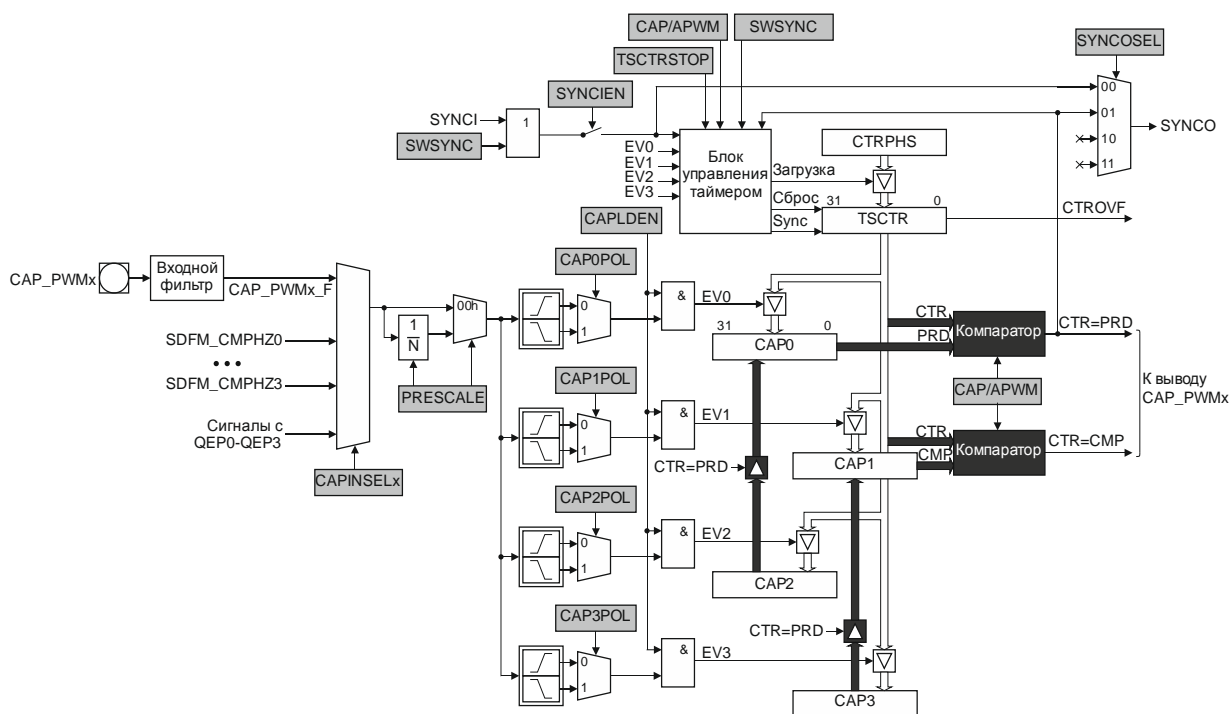 CAP/APWM
SWSYNC
SYNCOSEL
TSCTRSTOP
SYNCIEN
00
SYNCI
1
01
SYNCO
SWSYNC
10
EV0
EV1
EV2
EV3
Блок
управления
таймером
CTRPHS
11
Загрузка
Сброс
31
0
TSCTR
CTROVF
Sync
CAPLDEN
CAP0POL
CAP_PWMx
Входной
фильтр
CAP_PWMx_F
00h
0
1
&
EV0
31
0
CAP0
CTR
PRD
Компаратор
CTR=PRD
SDFM_CMPHZ0
1
N
•••
SDFM_CMPHZ3
PRESCALE
CAP1POL
CAP/APWM
К выводу
CAP_PWMx
Сигналы с
QEP0-QEP3
0
1
&
EV1
CTR
CMP
Компаратор
CTR=CMP
CAP1
CAPINSELx
CTR=PRD
CAP2POL
0
1
&
EV2
CAP2
CAP3POL
CTR=PRD
0
1
&
EV3
CAP3